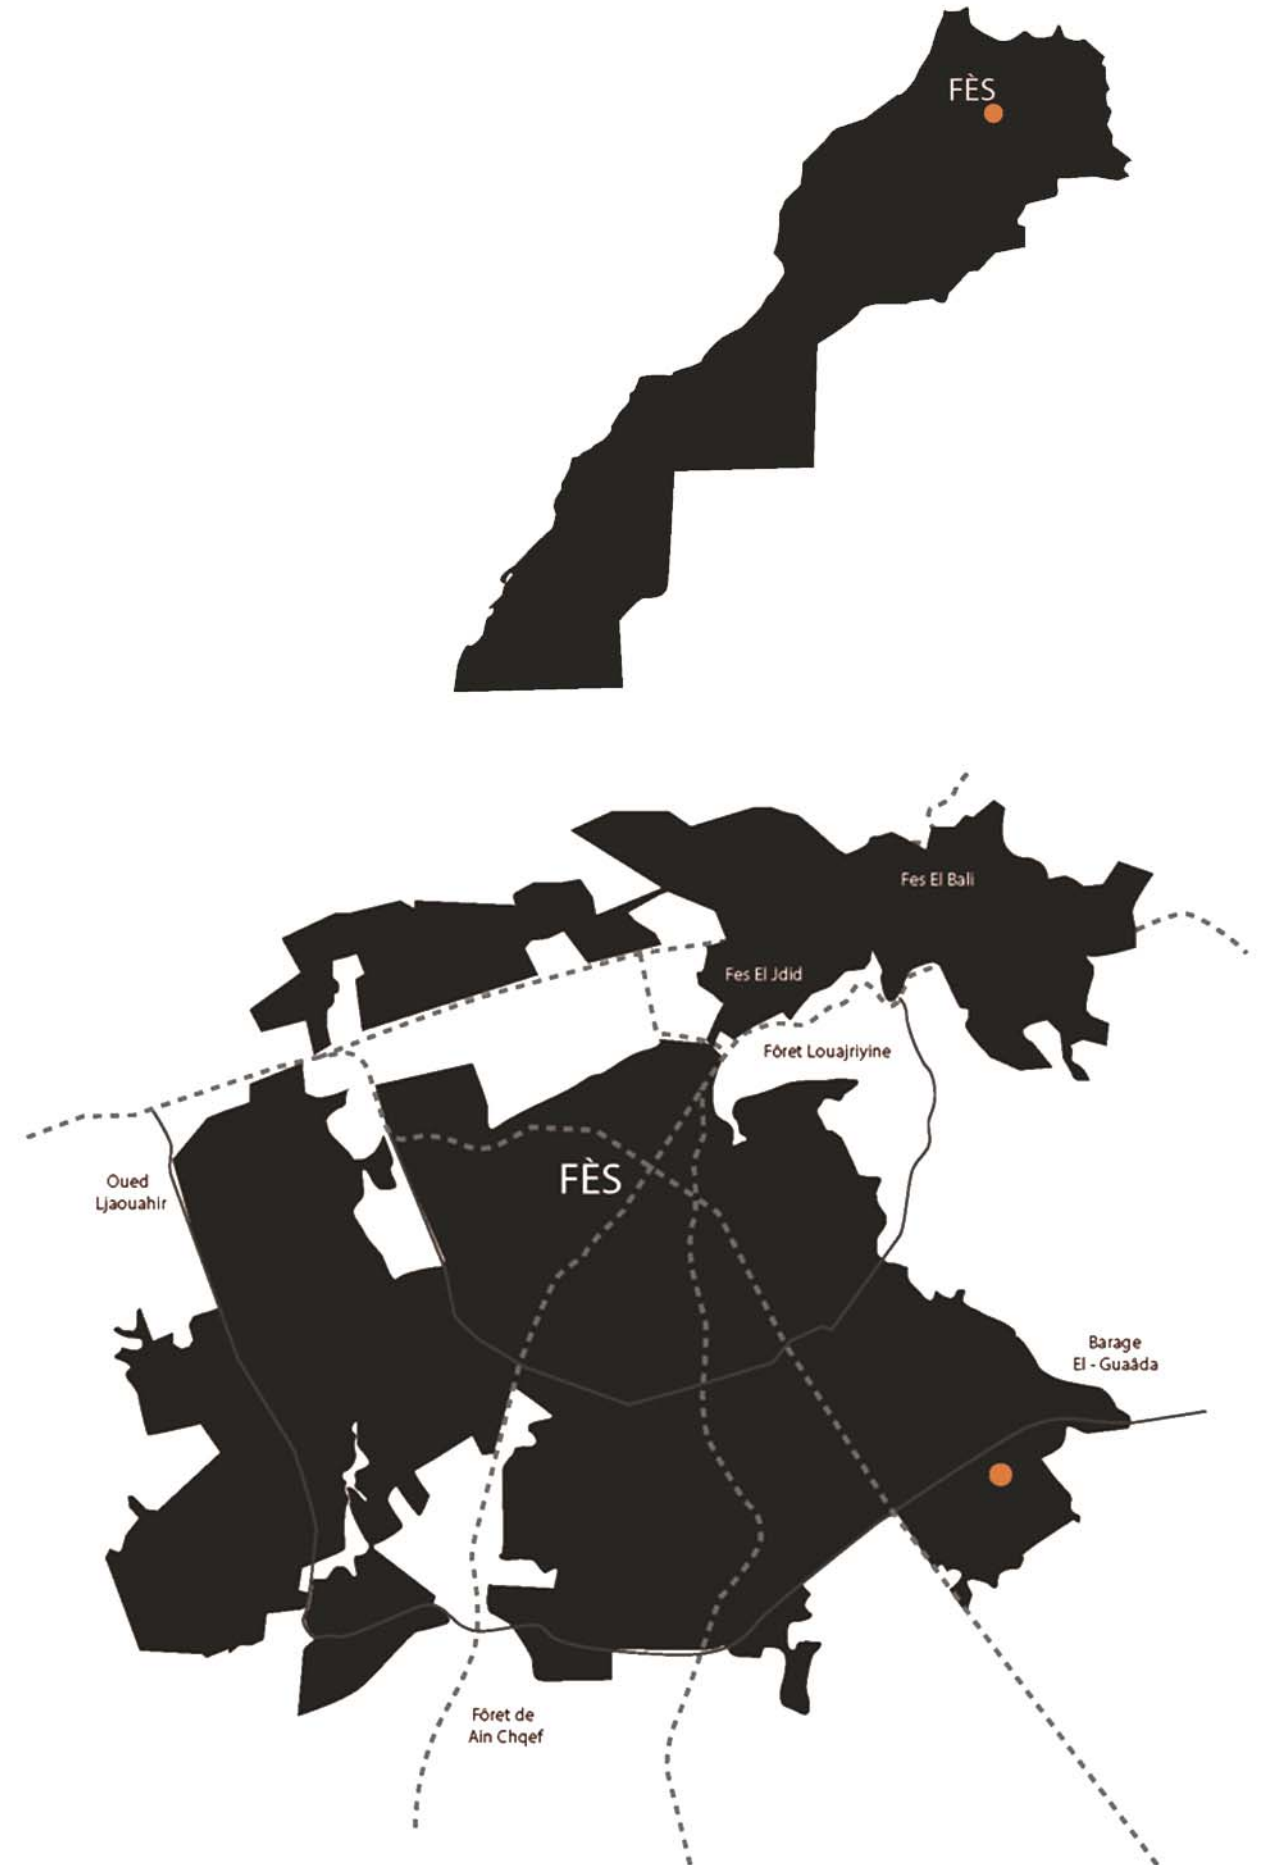 FÈS
Fes El Bali
Fes El Jdid
Fôret Louajriyine
FÈS
Oued
Ljaouahir
Barage
El - Guaâda
Fôret de
Ain Chqef